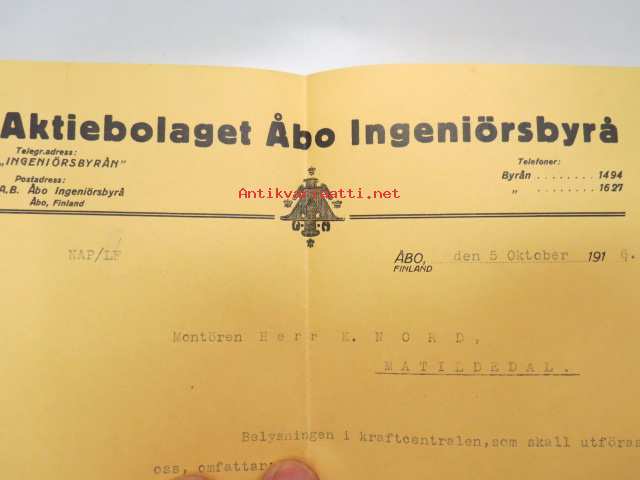 Aktiebolaget Åbo Ingeniörsbyrå
Telegr.adress:
„INGENIÖRSBYRÅN"
Postadress:
A.B. Åbo Ingeniörsbyrå
Åbo, Finland
Telefoner:
Byrån ........ 1494
„ ........ 1627
Antikvariaatti.net
NAP/LF
ÅBO, den 5 Oktober 1916.
FINLAND
Montören Herr K. NORD,
MATILDEDAL.
Belysningen i kraftcentralen, som skall utföras
oss,